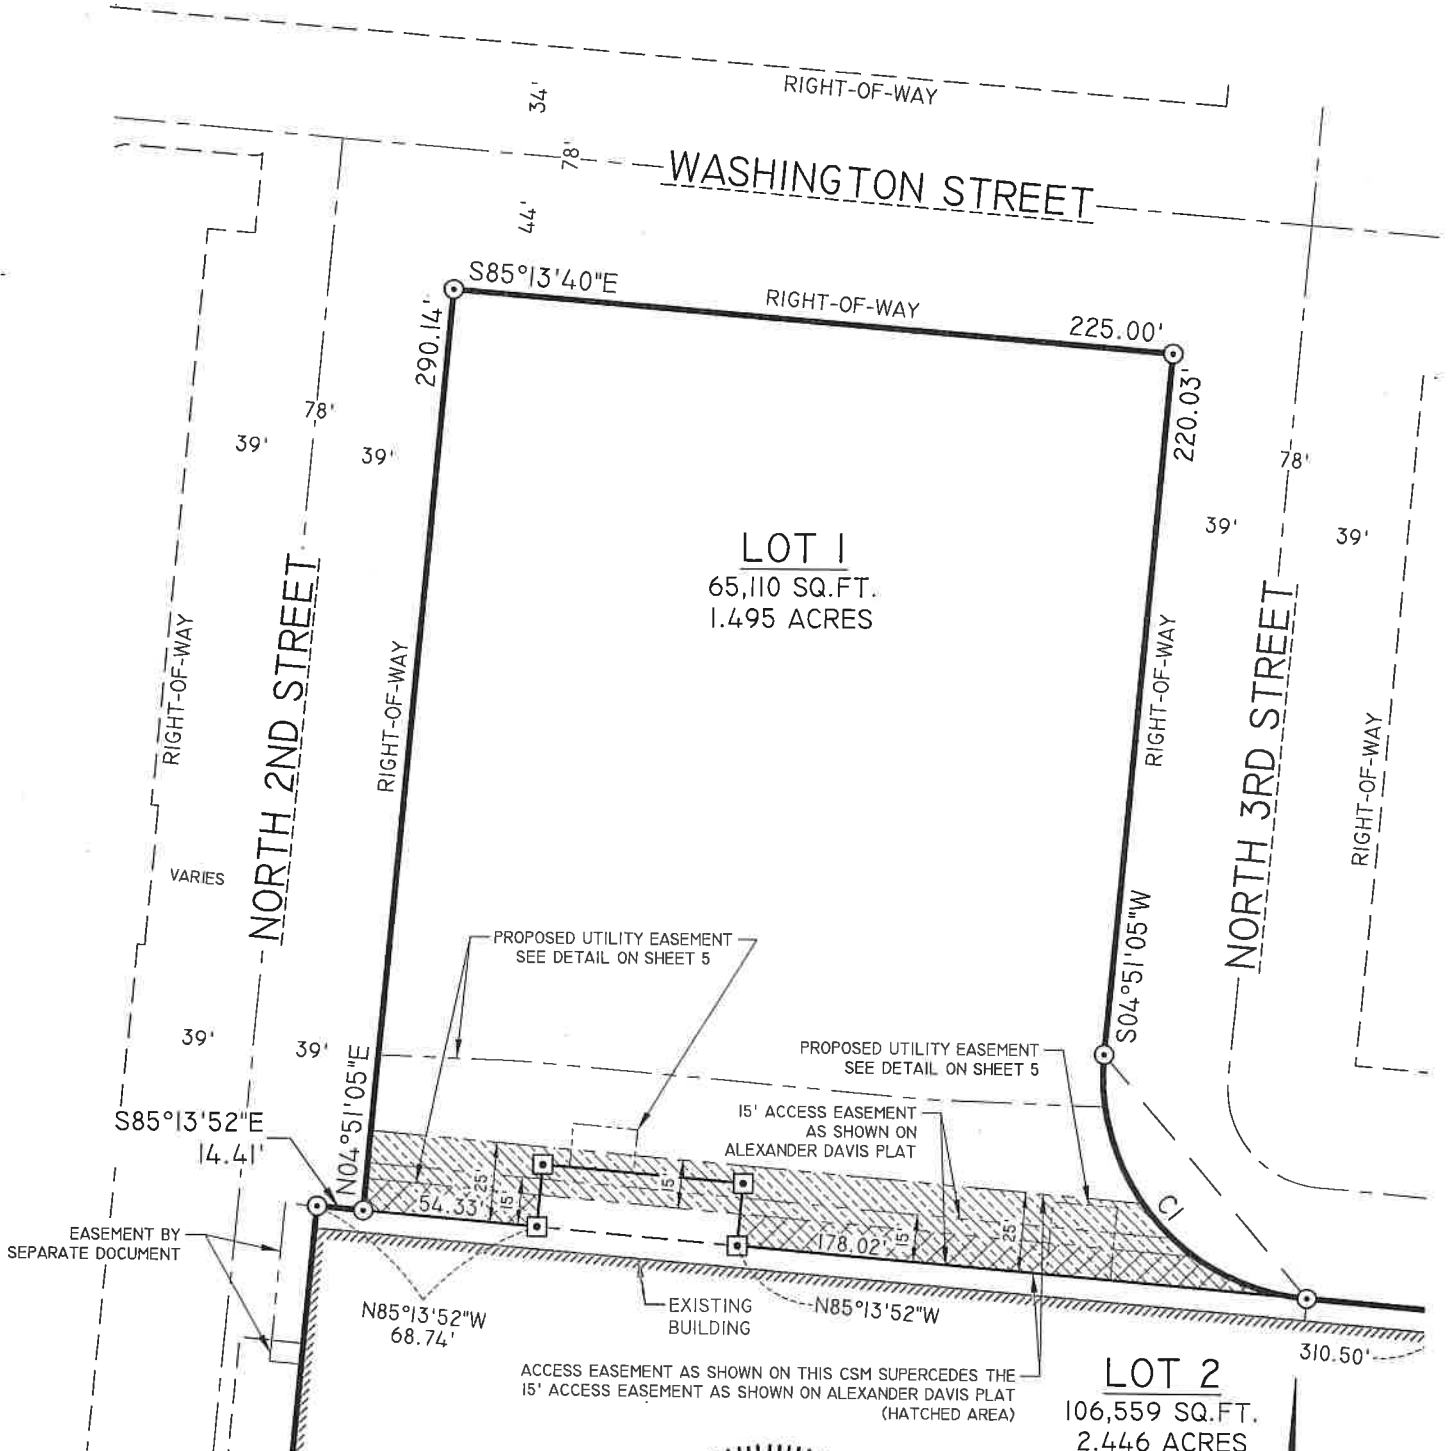 RIGHT-OF-WAY
34'
78'
WASHINGTON STREET
44'
S85°13'40"E
RIGHT-OF-WAY
225.00'
290.14'
220.03'
78'
39'
39'
78'
39'
39'
LOT 1
65,110 SQ.FT.
1.495 ACRES
RIGHT-OF-WAY
NORTH 2ND STREET
RIGHT-OF-WAY
RIGHT-OF-WAY
NORTH 3RD STREET
RIGHT-OF-WAY
VARIES
PROPOSED UTILITY EASEMENT
SEE DETAIL ON SHEET 5
S04°51'05"W
39'
39'
N04°51'05"E
PROPOSED UTILITY EASEMENT
SEE DETAIL ON SHEET 5
S85°13'52"E
14.41'
15' ACCESS EASEMENT
AS SHOWN ON
ALEXANDER DAVIS PLAT
54.33'
25'
15'
15'
178.02'
15'
25'
C1
EASEMENT BY
SEPARATE DOCUMENT
N85°13'52"W
68.74'
EXISTING
BUILDING
N85°13'52"W
310.50'
ACCESS EASEMENT AS SHOWN ON THIS CSM SUPERCEDES THE
15' ACCESS EASEMENT AS SHOWN ON ALEXANDER DAVIS PLAT
(HATCHED AREA)
LOT 2
106,559 SQ.FT.
2.446 ACRES